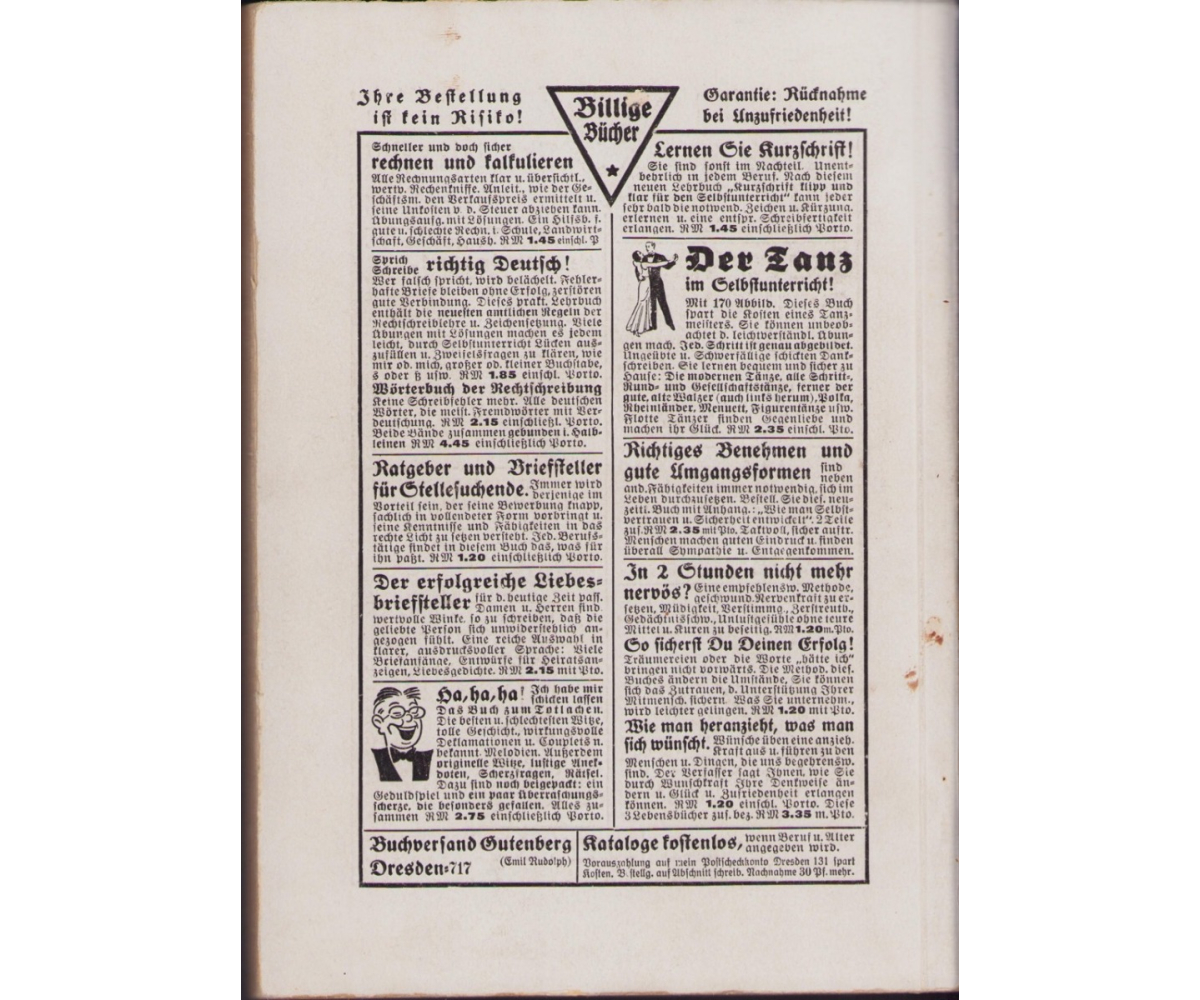 Ihre Bestellung
ist kein Risiko!
Billige
Bücher
Garantie: Rücknahme
bei Unzufriedenheit!
Schneller und doch sicher
rechnen und kalkulieren
Alle Rechnungsarten klar u. übersichtl.,
wertv. Rechenkniffe. Anleit., wie der Ge-
schäftsm. den Verkaufspreis ermittelt u.
seine Unkosten v. d. Steuer abziehen kann.
Übungsaufg. mit Lösungen. Ein Hilfsb. f.
gute u. schlechte Rechn. i. Schule, Landwirt-
schaft, Geschäft, Haush. RM 1.45 einschl. P
Sprich
Schreibe richtig Deutsch!
Wer falsch spricht, wird belächelt. Fehler-
hafte Briefe bleiben ohne Erfolg, zerstören
gute Verbindung. Dieses prakt. Lehrbuch
enthält die neuesten amtlichen Regeln der
Rechtschreiblehre u. Zeichensetzung. Viele
Übungen mit Lösungen machen es jedem
leicht, durch Selbstunterricht Lücken aus-
zufüllen u. Zweifelsfragen zu klären, wie
mir od. mich, großer od. kleiner Buchstabe,
s oder ß usw. RM 1.85 einschl. Porto.
Wörterbuch der Rechtschreibung
Keine Schreibfehler mehr. Alle deutschen
Wörter, die meist. Fremdwörter mit Ver-
deutschung. RM 2.15 einschließl. Porto.
Beide Bände zusammen gebunden i. Halb-
leinen RM 4.45 einschließlich Porto.
Ratgeber und Briefsteller
für Stellesuchende. Immer wird
derjenige im
Vorteil sein, der seine Bewerbung knapp,
sachlich in vollendeter Form vorbringt u.
seine Kenntnisse und Fähigkeiten in das
rechte Licht zu setzen versteht. Jed. Berufs-
tätige findet in diesem Buch das, was für
ihn paßt. RM 1.20 einschließlich Porto.
Der erfolgreiche Liebes-
briefsteller für d. heutige Zeit pass.
Damen u. Herren find.
wertvolle Winke, so zu schreiben, daß die
geliebte Person sich unwiderstehlich an-
gezogen fühlt. Eine reiche Auswahl in
klarer, ausdrucksvoller Sprache: Viele
Briefanfänge, Entwürfe für Heiratsan-
zeigen, Liebesgedichte. RM 2.15 mit Pto.
Ha, ha, ha! Ich habe mir
schicken lassen
Das Buch zum Totlachen.
Die besten u. schlechtesten Witze,
tolle Geschicht., wirkungsvolle
Deklamationen u. Couplets n.
bekannt. Melodien. Außerdem
originelle Witze, lustige Anek-
doten, Scherzfragen, Rätsel.
Dazu sind noch beigepackt: ein
Geduldspiel und ein paar Überraschungs-
scherze, die besonders gefallen. Alles zu-
sammen RM 2.75 einschließlich Porto.
Lernen Sie Kurzschrift!
Sie sind sonst im Nachteil. Unent-
behrlich in jedem Beruf. Nach diesem
neuen Lehrbuch „Kurzschrift klipp und
klar für den Selbstunterricht" kann jeder
sehr bald die notwend. Zeichen u. Kürzung.
erlernen u. eine entspr. Schreibfertigkeit
erlangen. RM 1.45 einschließlich Porto.
Der Tanz
im Selbstunterricht!
Mit 170 Abbild. Dieses Buch
spart die Kosten eines Tanz-
meisters. Sie können unbeob-
achtet d. leichtverständl. Übun-
gen mach. Jed. Schritt ist genau abgebildet.
Ungeübte u. Schwerfällige schickten Dank-
schreiben. Sie lernen bequem und sicher zu
Hause: Die modernen Tänze, alle Schritt-,
Rund- und Gesellschaftstänze, ferner der
gute, alte Walzer (auch links herum), Polka,
Rheinländer, Menuett, Figurentänze usw.
Flotte Tänzer finden Gegenliebe und
machen ihr Glück. RM 2.35 einschl. Pto.
Richtiges Benehmen und
gute Umgangsformen sind
neben
and. Fähigkeiten immer notwendig, sich im
Leben durchzusetzen. Bestell. Sie dies. neu-
zeitl. Buch mit Anhang.: „Wie man Selbst-
vertrauen u. Sicherheit entwickelt". 2 Teile
zus. RM 2.35 mit Pto. Taktvoll, sicher auftr.
Menschen machen guten Eindruck u. finden
überall Sympathie u. Entgegenkommen.
In 2 Stunden nicht mehr
nervös? Eine empfehlensw. Methode,
geschwund. Nervenkraft zu er-
setzen, Müdigkeit, Verstimmg., Zerstreuth.,
Gedächtnisschw., Unlustgefühle ohne teure
Mittel u. Kuren zu beseitig. RM 1.20 m. Pto.
So sicherst Du Deinen Erfolg!
Träumereien oder die Worte „hätte ich"
bringen nicht vorwärts. Die Method. dies.
Buches ändern die Umstände, Sie können
sich das Zutrauen, d. Unterstützung Ihrer
Mitmensch. sichern. Was Sie unternehm.,
wird leichter gelingen. RM 1.20 mit Pto.
Wie man heranzieht, was man
sich wünscht. Wünsche üben eine anzieh.
Kraft aus u. führen zu den
Menschen u. Dingen, die uns begehrensw.
sind. Der Verfasser sagt Ihnen, wie Sie
durch Wunschkraft Ihre Denkweise än-
dern u. Glück u. Zufriedenheit erlangen
können. RM 1.20 einschl. Porto. Diese
3 Lebensbücher zus. bez. RM 3.35 m. Pto.
Buchversand Gutenberg
(Emil Rudolph)
Dresden-717
Kataloge kostenlos, wenn Beruf u. Alter
angegeben wird.
Vorauszahlung auf mein Postscheckkonto Dresden 131 spart
Kosten. Bestellg. auf Abschnitt schreib. Nachnahme 30 Pf. mehr.